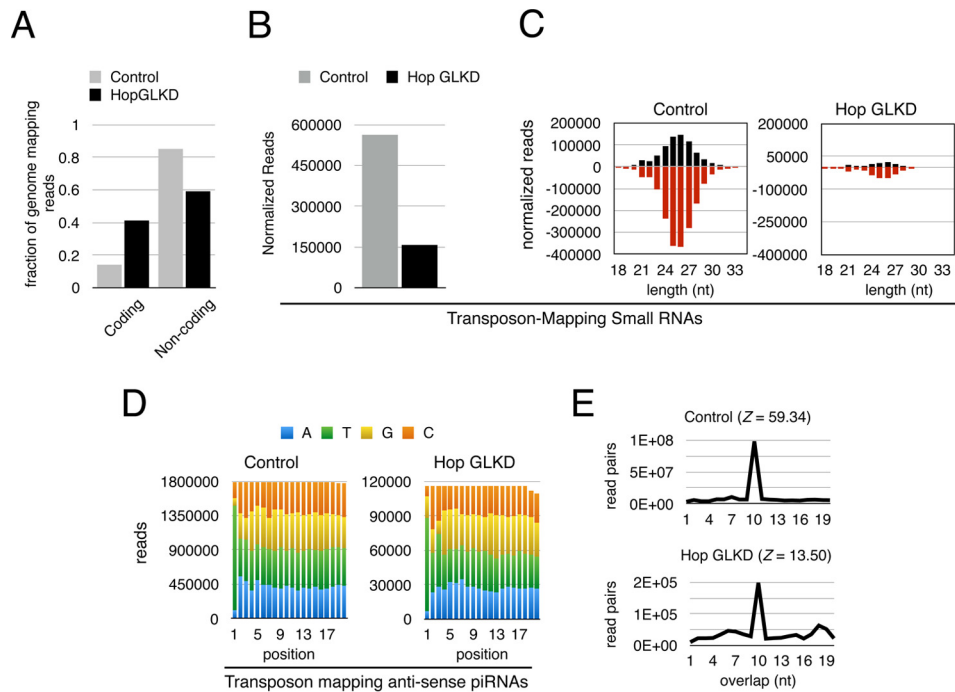 A
Control
HopGLKD
fraction of genome mapping
reads
1
0.8
0.6
0.4
0.2
0
Coding
Non-coding
B
Control
Hop GLKD
Normalized Reads
600000
450000
300000
150000
0
C
Control
normalized reads
200000
100000
0
-100000
-200000
-300000
-400000
18 21 24 27 30 33
length (nt)
Hop GLKD
200000
100000
0
-100000
-250000
-400000
18 21 24 27 30 33
length (nt)
Transposon-Mapping Small RNAs
D
A T G C
Control
reads
1800000
1350000
900000
450000
0
1 5 9 13 17
position
Hop GLKD
120000
90000
60000
30000
0
1 5 9 13 17
position
Transposon mapping anti-sense piRNAs
E
Control (Z = 59.34)
read pairs
1E+08
5E+07
0E+00
1 4 7 10 13 16 19
Hop GLKD (Z = 13.50)
read pairs
2E+05
1E+05
0E+00
1 4 7 10 13 16 19
overlap (nt)